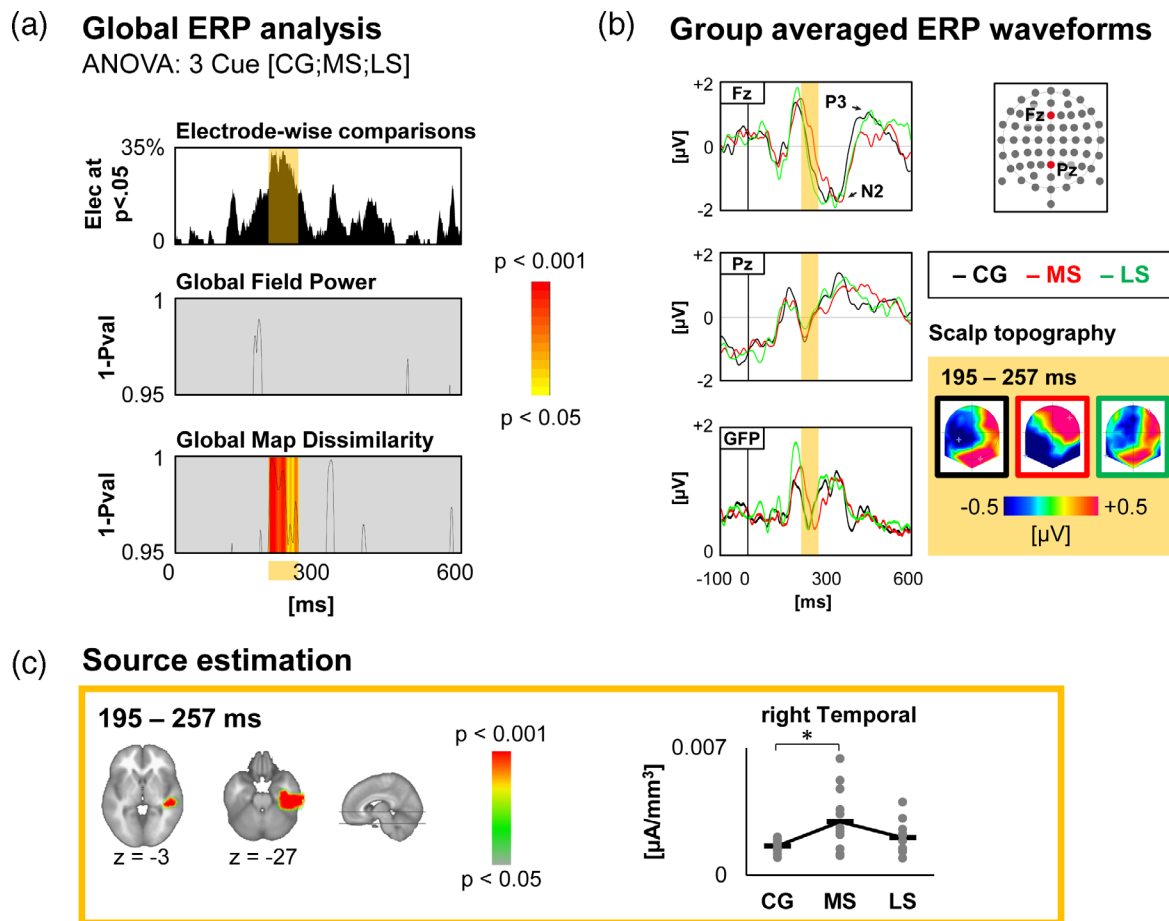 (a) Global ERP analysis
ANOVA: 3 Cue [CG;MS;LS]
Electrode-wise comparisons
35%
Elec at
p<.05
0
p < 0.001
p < 0.05
Global Field Power
1
1-Pval
0.95
Global Map Dissimilarity
1
1-Pval
0.95
0 300 600
[ms]
(b) Group averaged ERP waveforms
+2
Fz
[µV]
0
-2
P3
N2
Fz
Pz
Pz
[µV]
0
-2
– CG – MS – LS
Scalp topography
195 – 257 ms
-0.5 +0.5
[µV]
+2
GFP
[µV]
0
-100 0 300 600
[ms]
(c) Source estimation
195 – 257 ms
z = -3 z = -27
p < 0.001
p < 0.05
right Temporal
*
0.007
[µA/mm³]
0
CG MS LS